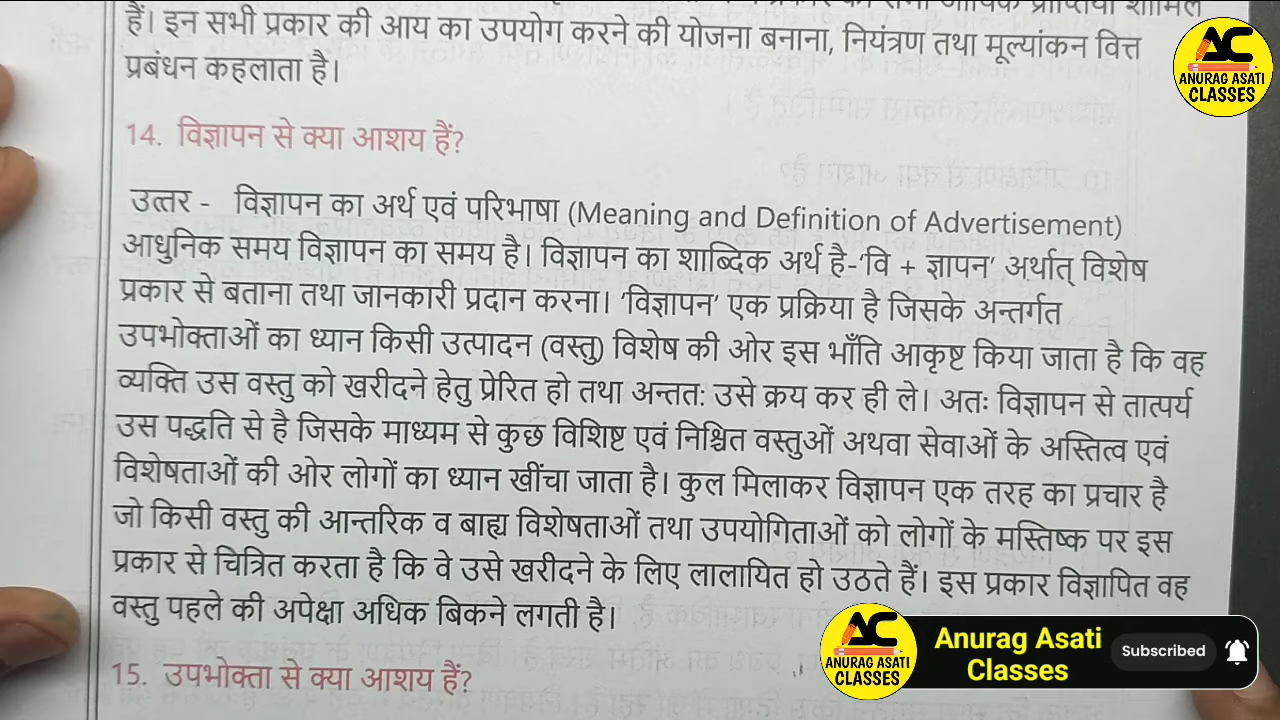 हैं। इन सभी प्रकार की आय का उपयोग करने की योजना बनाना, नियंत्रण तथा मूल्यांकन वित्त
प्रबंधन कहलाता है।
AC
ANURAG ASATI
CLASSES
14. विज्ञापन से क्या आशय हैं?
उत्तर - विज्ञापन का अर्थ एवं परिभाषा (Meaning and Definition of Advertisement)
आधुनिक समय विज्ञापन का समय है। विज्ञापन का शाब्दिक अर्थ है-‘वि + ज्ञापन’ अर्थात् विशेष
प्रकार से बताना तथा जानकारी प्रदान करना। ‘विज्ञापन’ एक प्रक्रिया है जिसके अन्तर्गत
उपभोक्ताओं का ध्यान किसी उत्पादन (वस्तु) विशेष की ओर इस भाँति आकृष्ट किया जाता है कि वह
व्यक्ति उस वस्तु को खरीदने हेतु प्रेरित हो तथा अन्तत: उसे क्रय कर ही ले। अतः विज्ञापन से तात्पर्य
उस पद्धति से है जिसके माध्यम से कुछ विशिष्ट एवं निश्चित वस्तुओं अथवा सेवाओं के अस्तित्व एवं
विशेषताओं की ओर लोगों का ध्यान खींचा जाता है। कुल मिलाकर विज्ञापन एक तरह का प्रचार है
जो किसी वस्तु की आन्तरिक व बाह्य विशेषताओं तथा उपयोगिताओं को लोगों के मस्तिष्क पर इस
प्रकार से चित्रित करता है कि वे उसे खरीदने के लिए लालायित हो उठते हैं। इस प्रकार विज्ञापित वह
वस्तु पहले की अपेक्षा अधिक बिकने लगती है।
15. उपभोक्ता से क्या आशय हैं?
AC
ANURAG ASATI
CLASSES
Anurag Asati
Classes
Subscribed